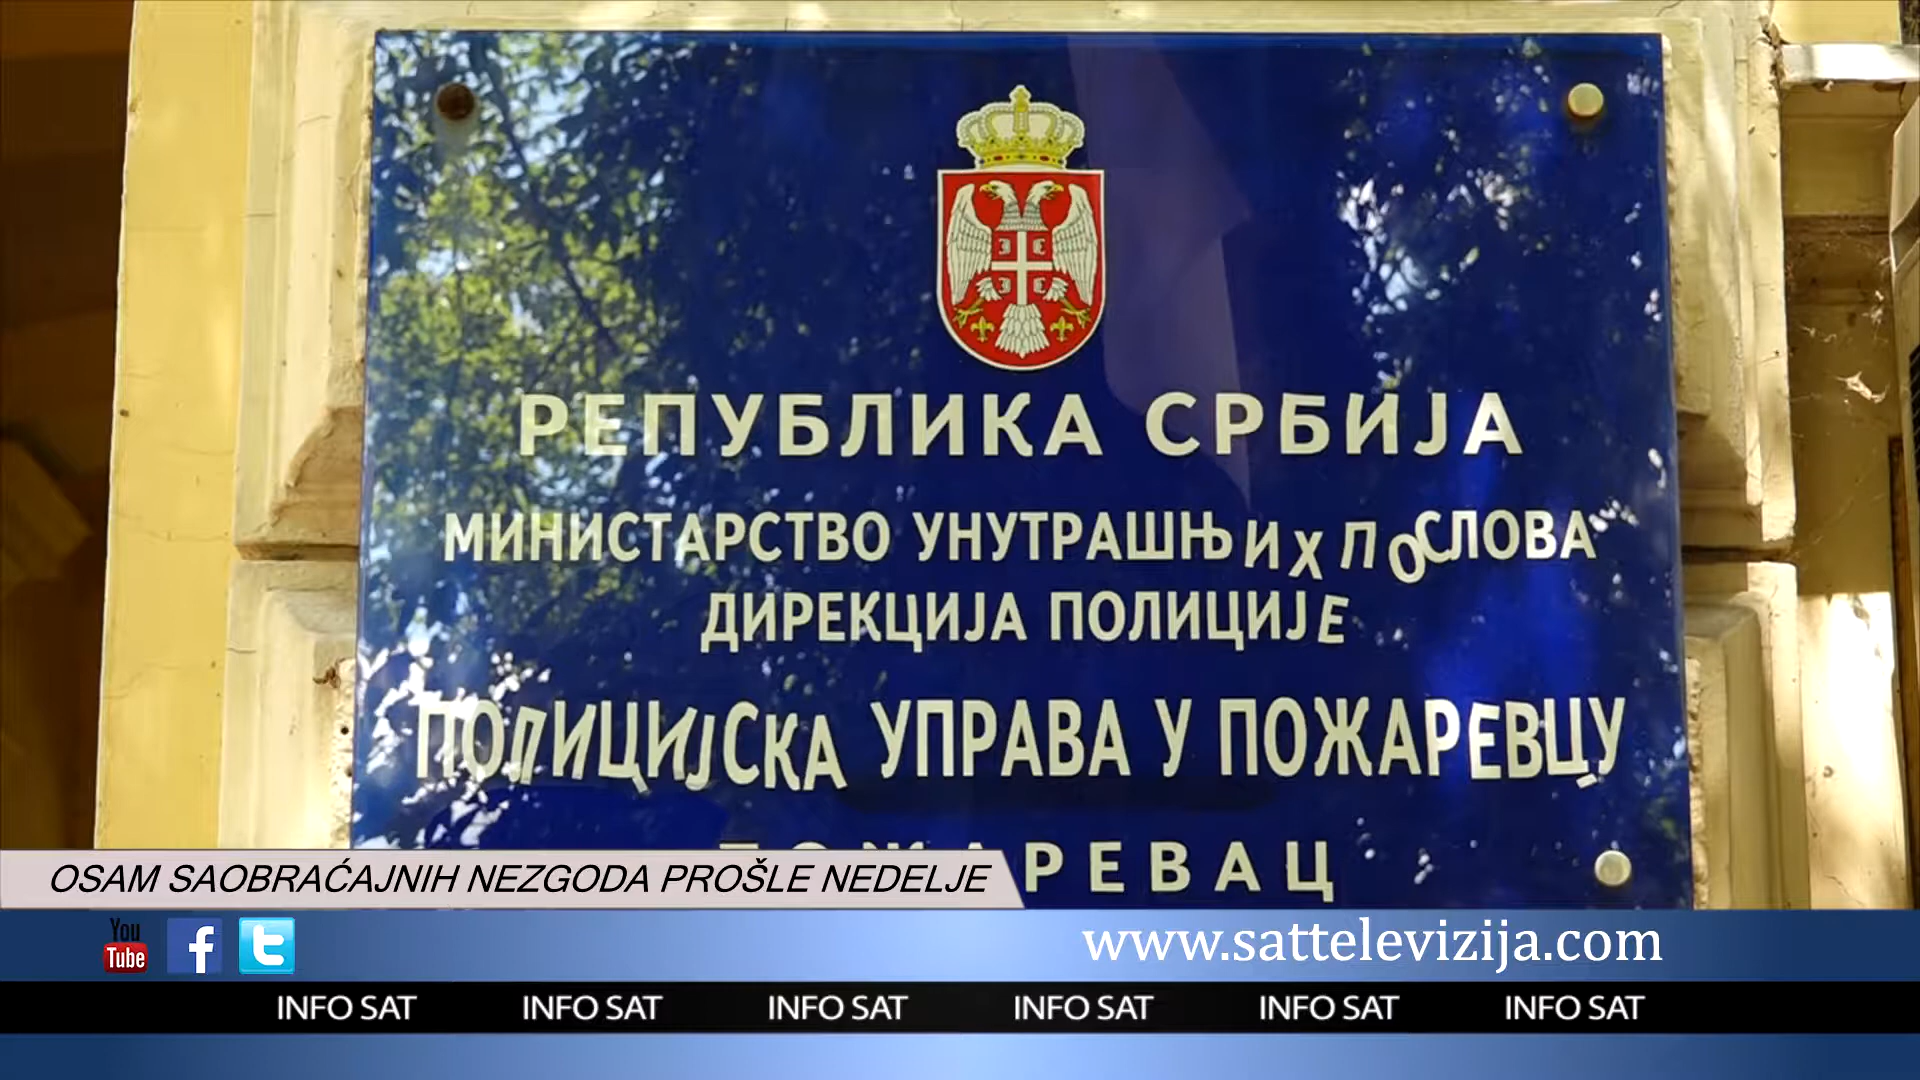 РЕПУБЛИКА СРБИЈА
МИНИСТАРСТВО УНУТРАШЊИХ ПОСЛОВА
ДИРЕКЦИЈА ПОЛИЦИЈЕ
ПОЛИЦИЈСКА УПРАВА У ПОЖАРЕВЦУ
ПОЖАРЕВАЦ
OSAM SAOBRAĆAJNIH NEZGODA PROŠLE NEDELJE
You Tube
www.sattelevizija.com
INFO SAT INFO SAT INFO SAT INFO SAT INFO SAT INFO SAT